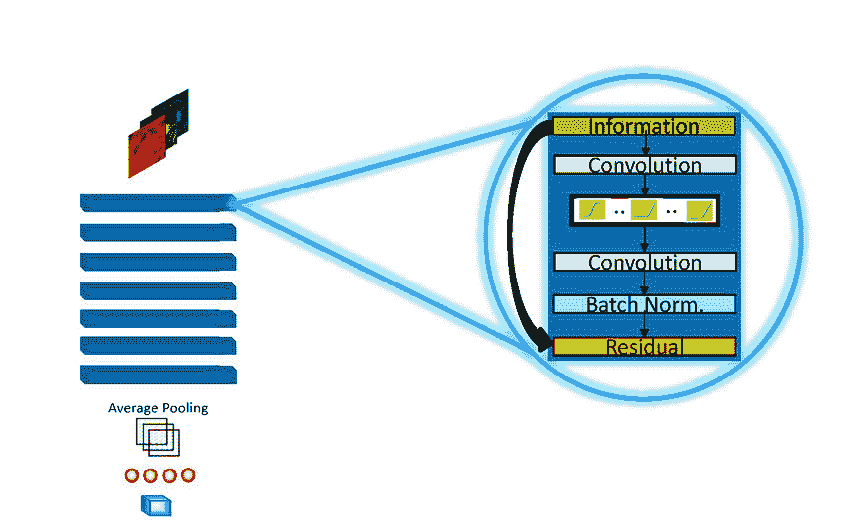 Information
Convolution
.. ..
Convolution
Batch Norm.
Residual
Average Pooling